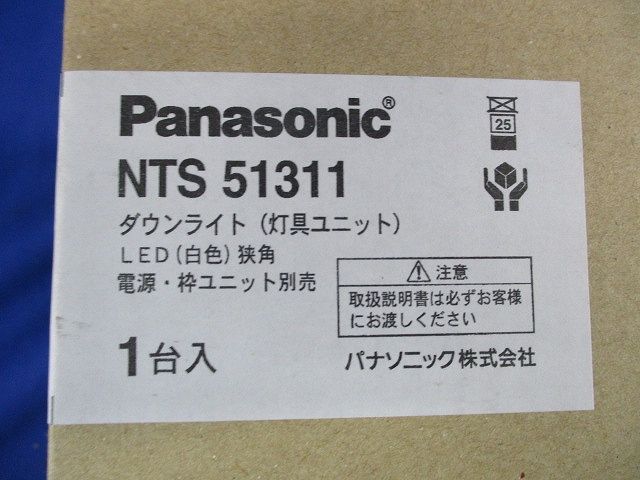 Panasonic®
25
NTS 51311
ダウンライト（灯具ユニット）
LED（白色）狭角
電源・枠ユニット別売
注意
取扱説明書は必ずお客様
にお渡しください
1台入
パナソニック株式会社